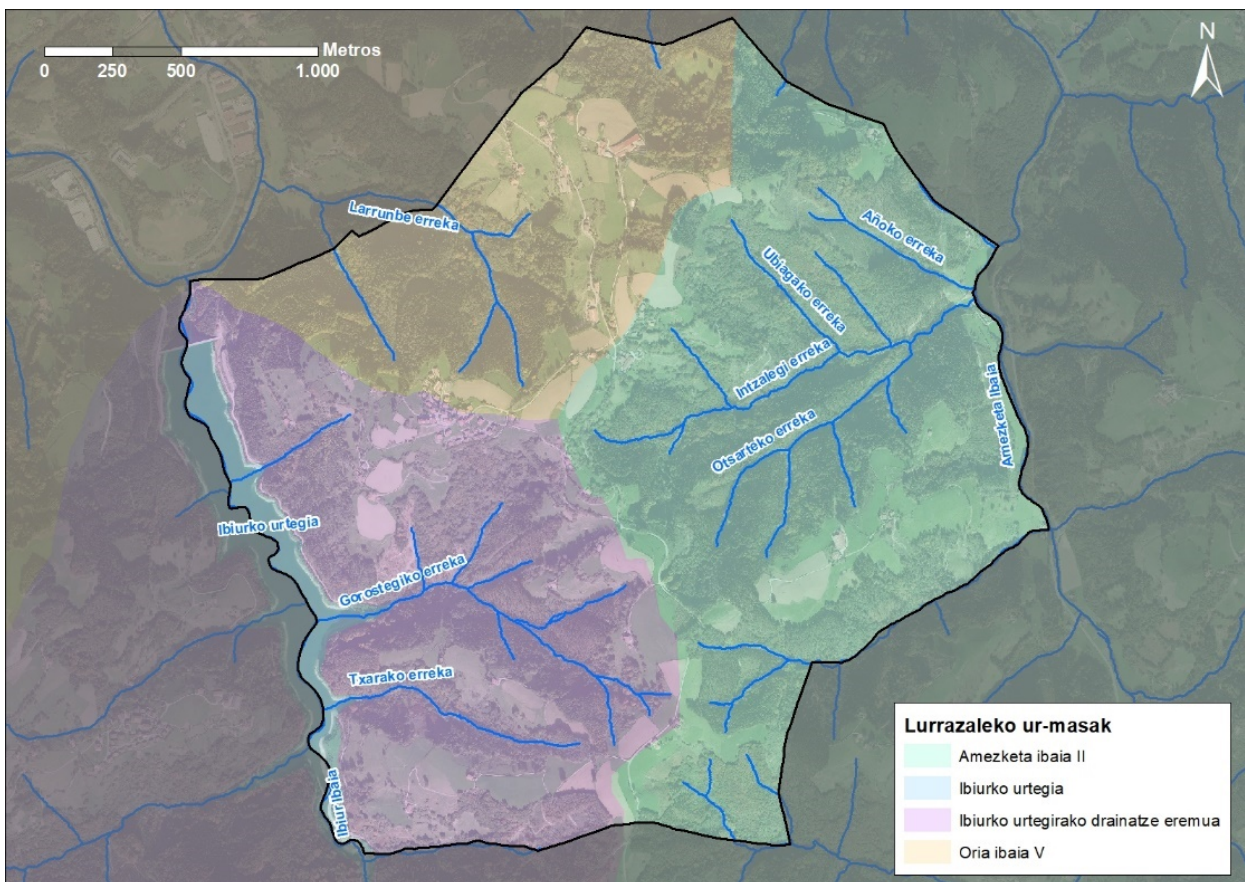 Metros
0 250 500 1.000
N
Larrunbe erreka
Añoko erreka
Ubiagako erreka
Intzalegi erreka
Otsarteko erreka
Amezketa Ibaia
Ibiurko urtegia
Gorostegiko erreka
Txarako erreka
Ibiur Ibaia
Lurrazaleko ur-masak
Amezketa ibaia II
Ibiurko urtegia
Ibiurko urtegirako drainatze eremua
Oria ibaia V